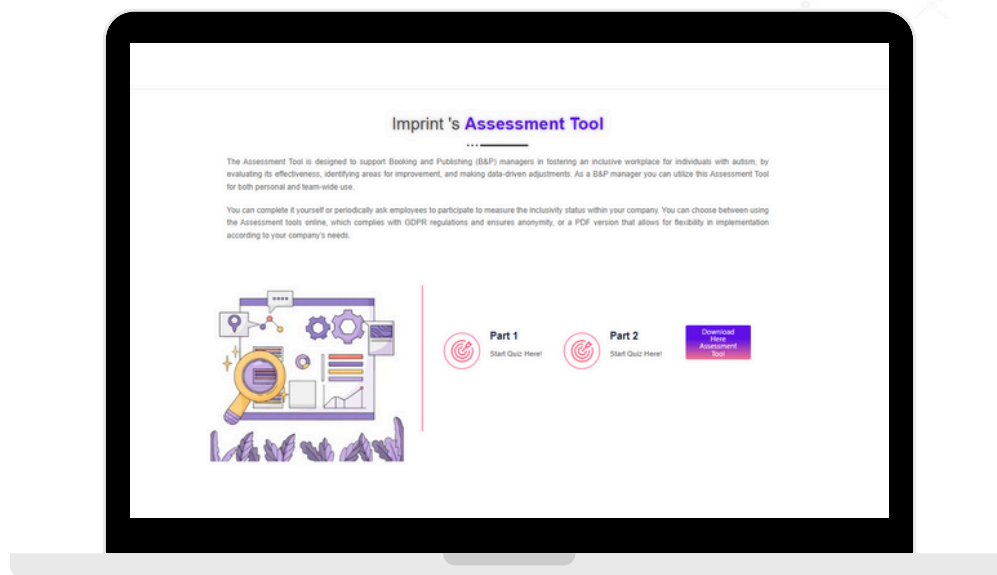 Imprint 's Assessment Tool
The Assessment Tool is designed to support Booking and Publishing (B&P) managers in fostering an inclusive workplace for individuals with autism, by
evaluating its effectiveness, identifying areas for improvement, and making data-driven adjustments. As a B&P manager you can utilize this Assessment Tool
for both personal and team-wide use.
You can complete it yourself or periodically ask employees to participate to measure the inclusivity status within your company. You can choose between using
the Assessment tools online, which complies with GDPR regulations and ensures anonymity, or a PDF version that allows for flexibility in implementation
according to your company's needs.
Part 1
Start Quiz Here!
Part 2
Start Quiz Here!
Download
Here
Assessment
Tool